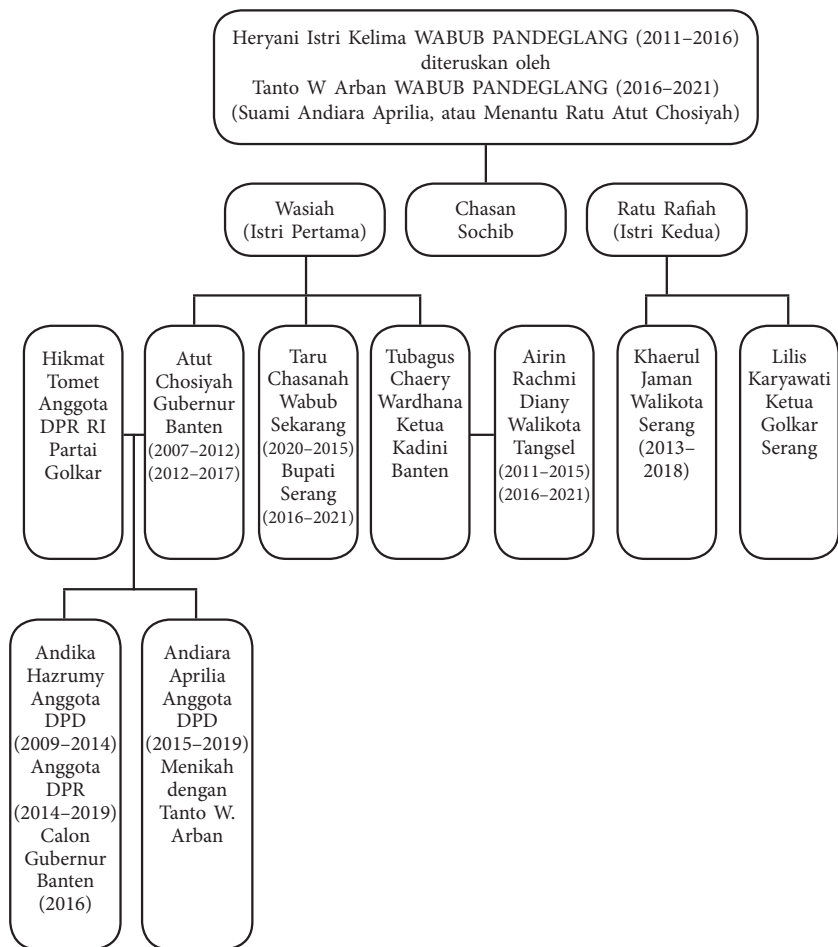 Heryani Istri Kelima WABUB PANDEGLANG (2011–2016)
diteruskan oleh
Tanto W Arban WABUB PANDEGLANG (2016–2021)
(Suami Andiara Aprilia, atau Menantu Ratu Atut Chosiyah)
Wasiah
(Istri Pertama)
Chasan
Sochib
Ratu Rafiah
(Istri Kedua)
Hikmat
Tomet
Anggota
DPR RI
Partai
Golkar
Atut
Chosiyah
Gubernur
Banten
(2007–2012)
(2012–2017)
Taru
Chasanah
Wabub
Sekarang
(2020–2015)
Bupati
Serang
(2016–2021)
Tubagus
Chaery
Wardhana
Ketua
Kadini
Banten
Airin
Rachmi
Diany
Walikota
Tangsel
(2011–2015)
(2016–2021)
Khaerul
Jaman
Walikota
Serang
(2013–
2018)
Lilis
Karyawati
Ketua
Golkar
Serang
Andika
Hazrumy
Anggota
DPD
(2009–2014)
Anggota
DPR
(2014–2019)
Calon
Gubernur
Banten
(2016)
Andiara
Aprilia
Anggota
DPD
(2015–2019)
Menikah
dengan
Tanto W.
Arban